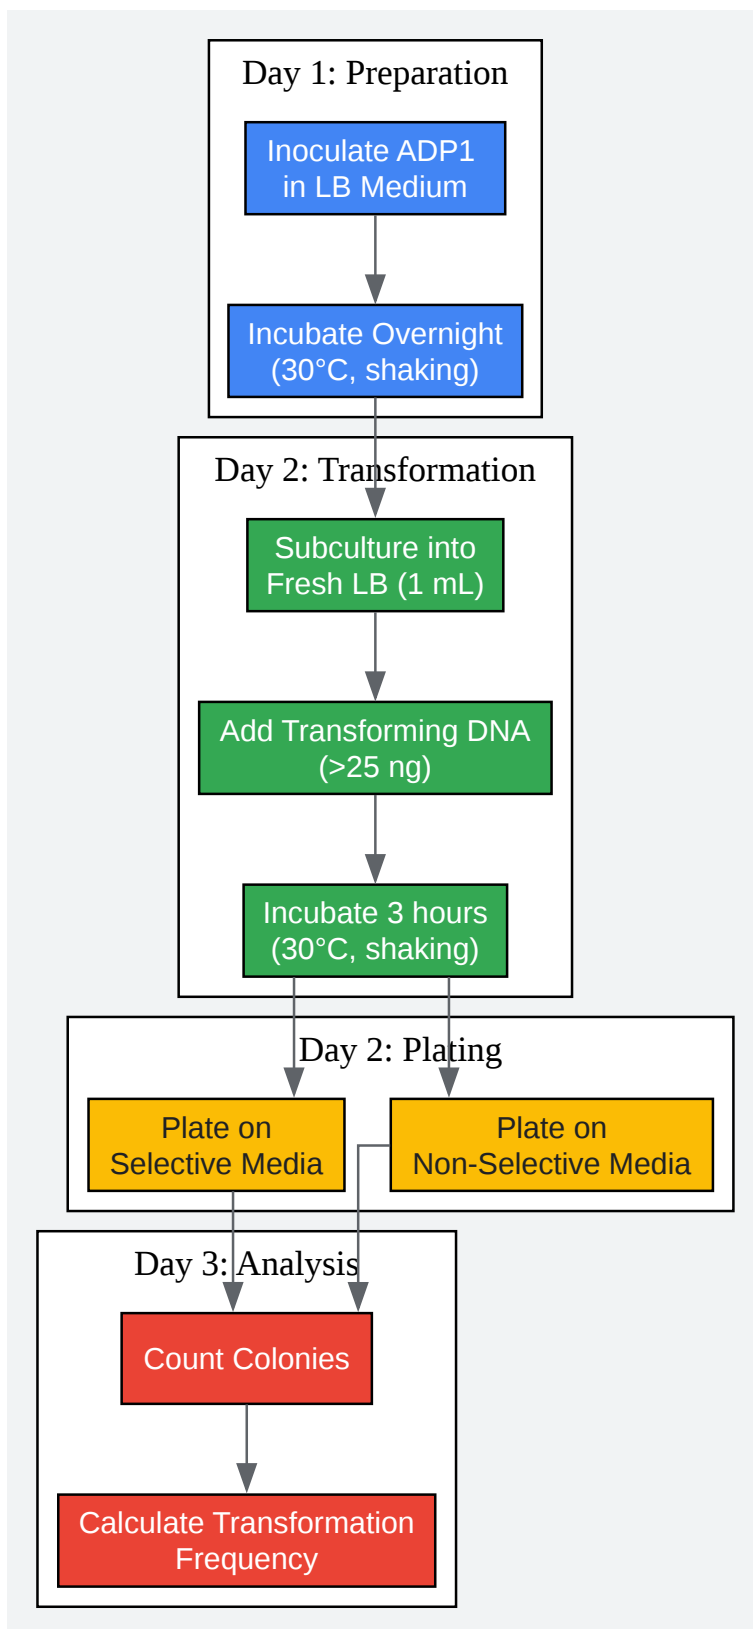 Day 1: Preparation
Inoculate ADP1
in LB Medium
Incubate Overnight
(30°C, shaking)
Day 2: Transformation
Subculture into
Fresh LB (1 mL)
Add Transforming DNA
(>25 ng)
Incubate 3 hours
(30°C, shaking)
Day 2: Plating
Plate on
Selective Media
Plate on
Non-Selective Media
Day 3: Analysis
Count Colonies
Calculate Transformation
Frequency